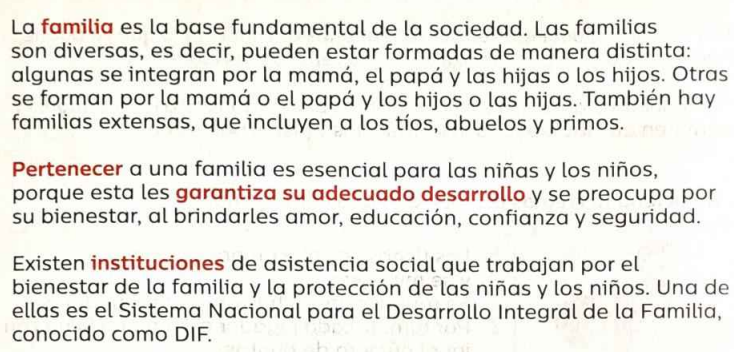 La familia es la base fundamental de la sociedad. Las familias
son diversas, es decir, pueden estar formadas de manera distinta:
algunas se integran por la mamá, el papá y las hijas o los hijos. Otras
se forman por la mamá o el papá y los hijos o las hijas. También hay
familias extensas, que incluyen a los tíos, abuelos y primos.
Pertenecer a una familia es esencial para las niñas y los niños,
porque esta les garantiza su adecuado desarrollo y se preocupa por
su bienestar, al brindarles amor, educación, confianza y seguridad.
Existen instituciones de asistencia social que trabajan por el
bienestar de la familia y la protección de las niñas y los niños. Una de
ellas es el Sistema Nacional para el Desarrollo Integral de la Familia,
conocido como DIF.